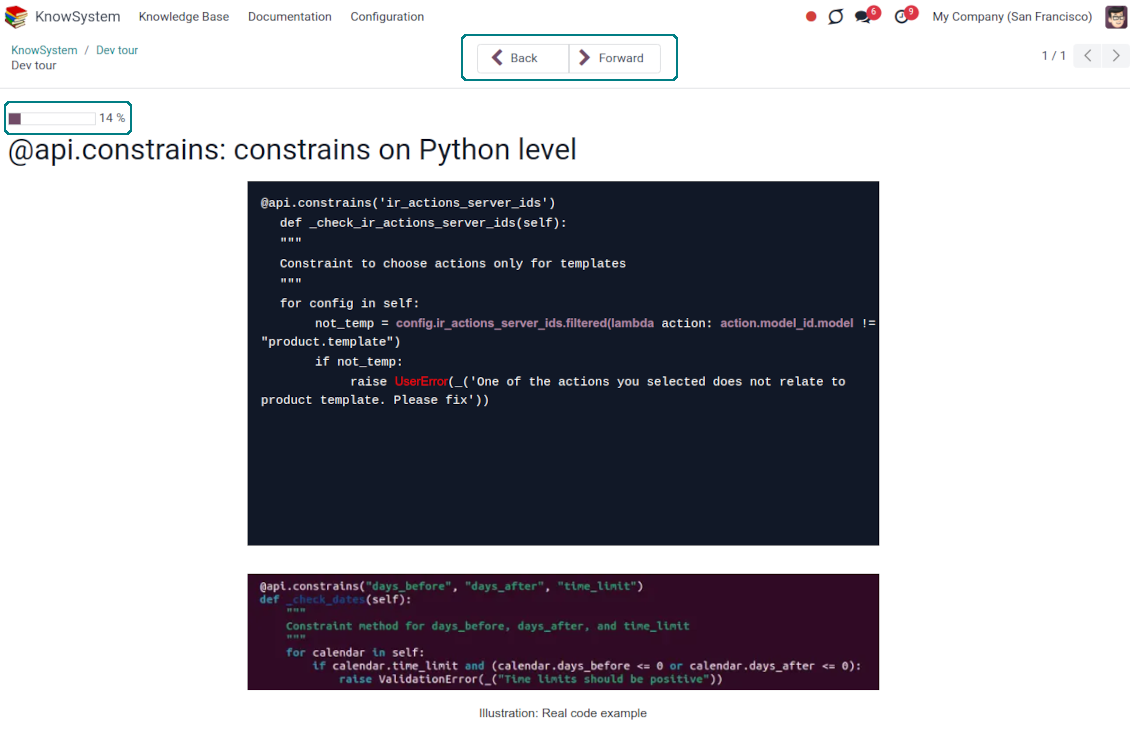 KnowSystem Knowledge Base Documentation Configuration 6 9 My Company (San Francisco)
KnowSystem / Dev tour
Dev tour
Back Forward
1 / 1
14 %
@api.constrains: constrains on Python level
@api.constrains('ir_actions_server_ids')
def _check_ir_actions_server_ids(self):
"""
Constraint to choose actions only for templates
"""
for config in self:
not_temp = config.ir_actions_server_ids.filtered(lambda action: action.model_id.model !=
"product.template")
if not_temp:
raise UserError(_('One of the actions you selected does not relate to
product template. Please fix'))
@api.constrains("days_before", "days_after", "time_limit")
def _check_dates(self):
"""
Constraint method for days_before, days_after, and time_limit
"""
for calendar in self:
if calendar.time_limit and (calendar.days_before <= 0 or calendar.days_after <= 0):
raise ValidationError(_("Time limits should be positive"))
Illustration: Real code example